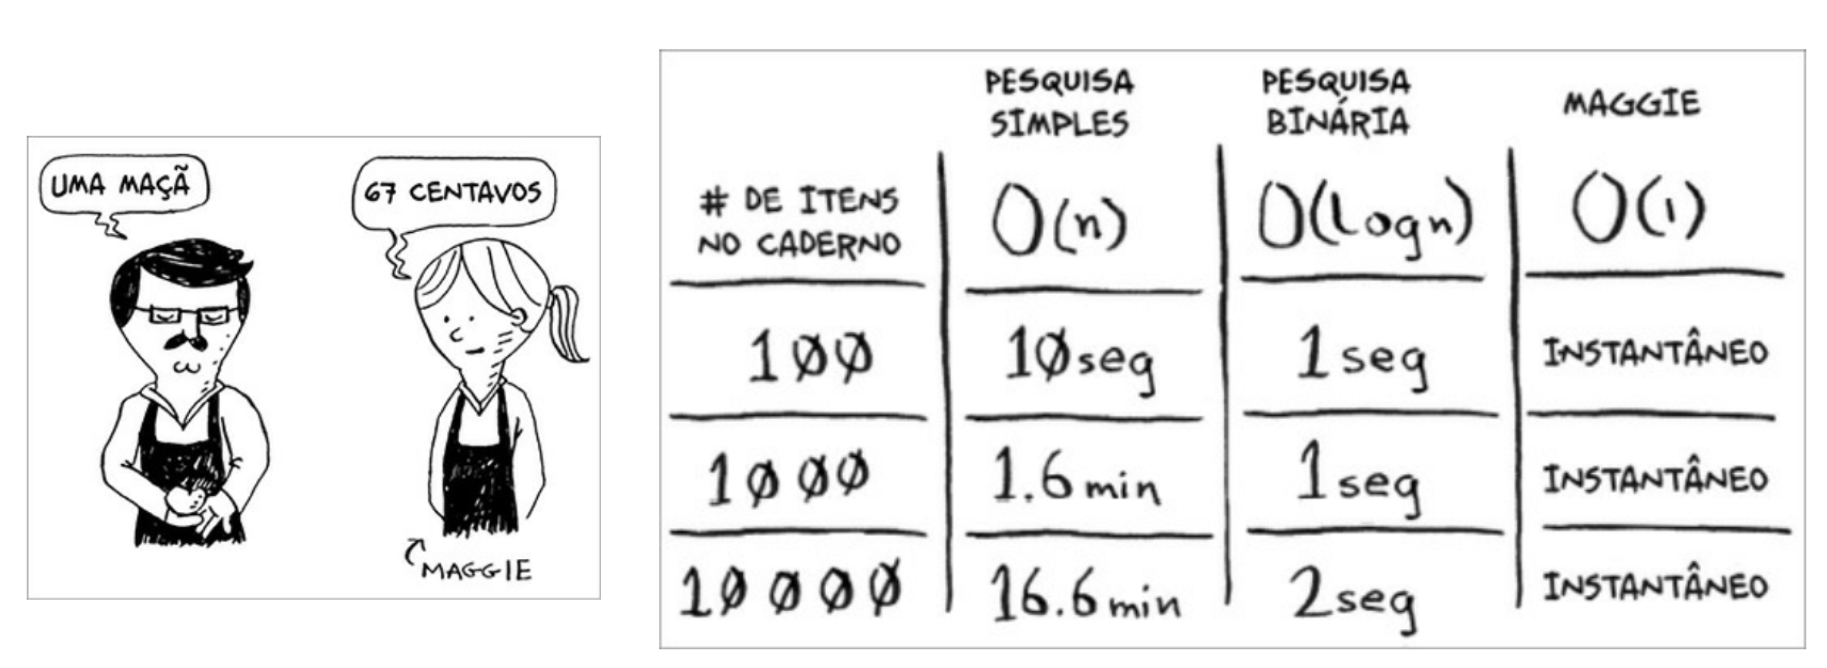 UMA MAÇÃ
67 CENTAVOS
MAGGIE
PESQUISA
SIMPLES
PESQUISA
BINÁRIA
MAGGIE
# DE ITENS
NO CADERNO
O(n)
O(logn)
O(1)
100
10seg
1seg
INSTANTÂNEO
1000
1.6min
1seg
INSTANTÂNEO
10000
16.6min
2seg
INSTANTÂNEO